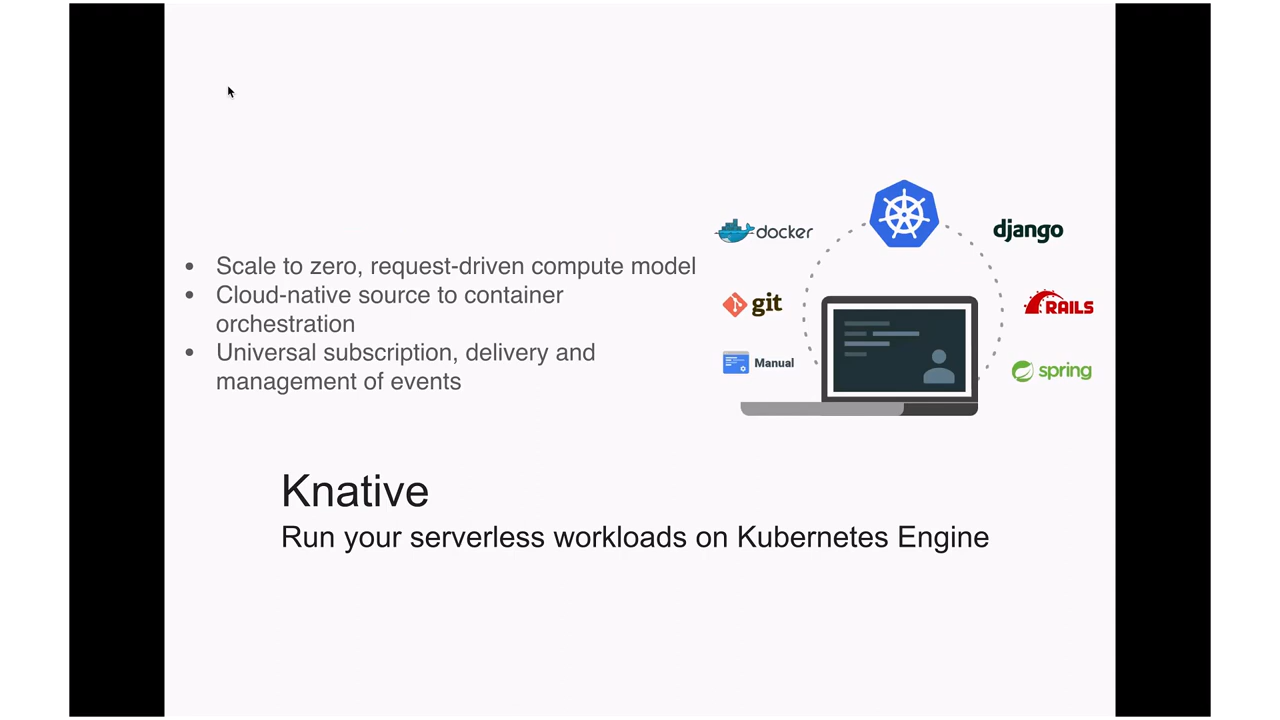 docker
django
git
RAILS
Manual
spring
• Scale to zero, request-driven compute model
• Cloud-native source to container
orchestration
• Universal subscription, delivery and
management of events
Knative
Run your serverless workloads on Kubernetes Engine